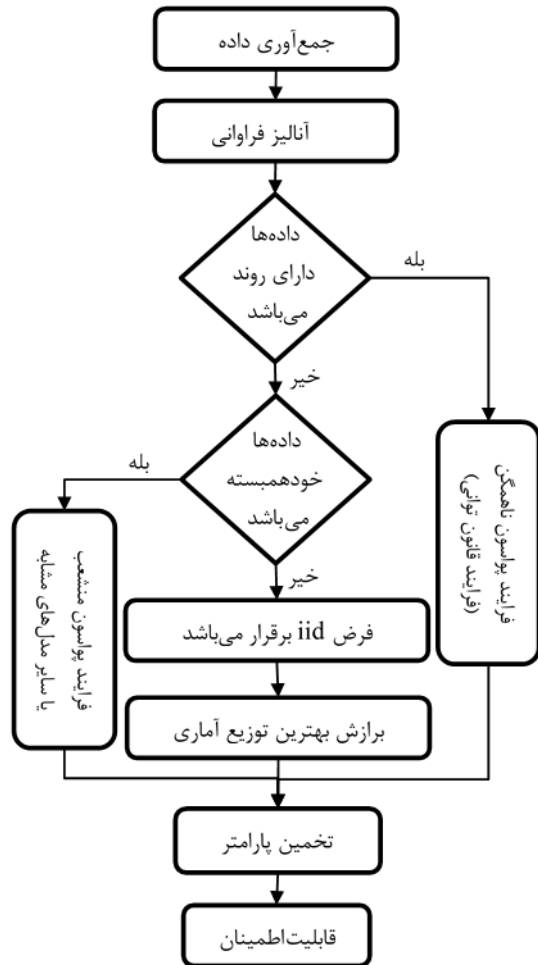 جمع‌آوری داده
آنالیز فراوانی
داده‌ها
دارای روند
می‌باشد
بله
خیر
داده‌ها
خودهمبسته
می‌باشد
بله
خیر
فرایند پواسون ناهمگن
(فرایند قانون توانی)
فرایند پواسون منشعب
یا سایر مدل‌های مشابه
فرض iid برقرار می‌باشد
برازش بهترین توزیع آماری
تخمین پارامتر
قابلیت‌اطمینان